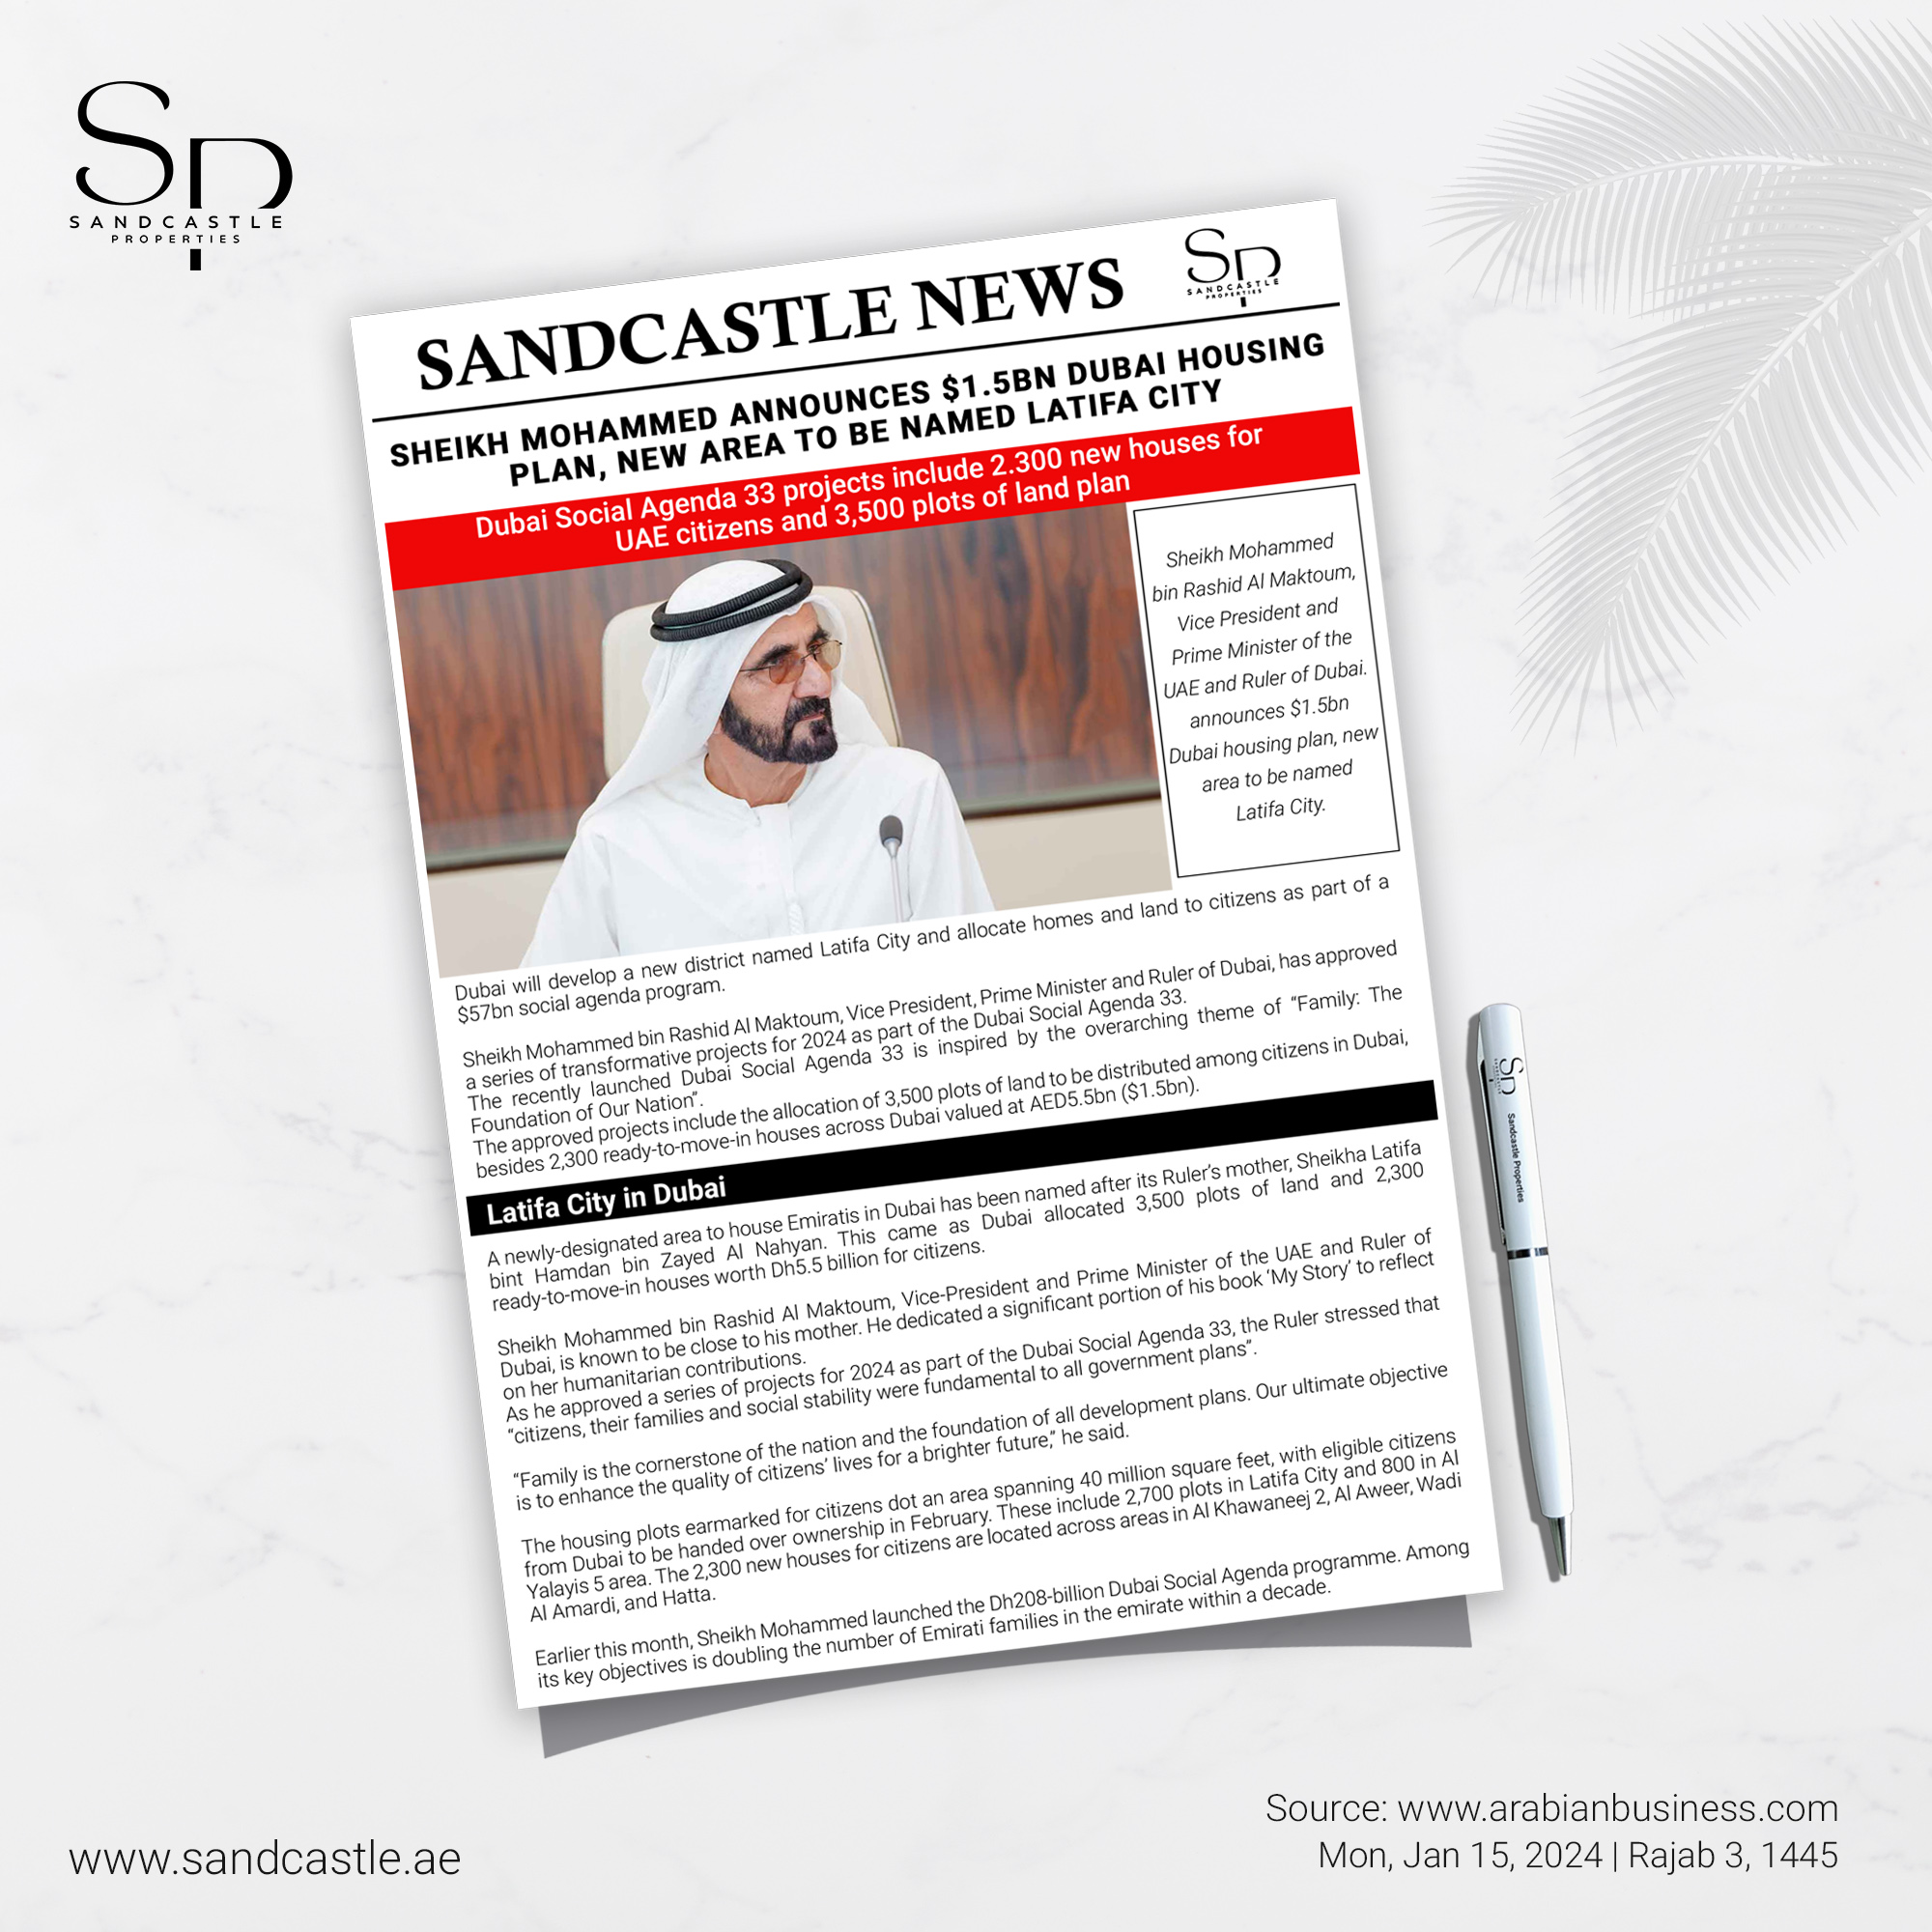 Sp
SANDCASTLE
PROPERTIES
SANDCASTLE NEWS
Sp
SANDCASTLE
PROPERTIES
SHEIKH MOHAMMED ANNOUNCES $1.5BN DUBAI HOUSING
PLAN, NEW AREA TO BE NAMED LATIFA CITY
Dubai Social Agenda 33 projects include 2.300 new houses for
UAE citizens and 3,500 plots of land plan
Sheikh Mohammed
bin Rashid Al Maktoum,
Vice President and
Prime Minister of the
UAE and Ruler of Dubai.
announces $1.5bn
Dubai housing plan, new
area to be named
Latifa City.
Dubai will develop a new district named Latifa City and allocate homes and land to citizens as part of a
$57bn social agenda program.
Sheikh Mohammed bin Rashid Al Maktoum, Vice President, Prime Minister and Ruler of Dubai, has approved
a series of transformative projects for 2024 as part of the Dubai Social Agenda 33.
The recently launched Dubai Social Agenda 33 is inspired by the overarching theme of “Family: The
Foundation of Our Nation”.
The approved projects include the allocation of 3,500 plots of land to be distributed among citizens in Dubai,
besides 2,300 ready-to-move-in houses across Dubai valued at AED5.5bn ($1.5bn).
Latifa City in Dubai
A newly-designated area to house Emiratis in Dubai has been named after its Ruler’s mother, Sheikha Latifa
bint Hamdan bin Zayed Al Nahyan. This came as Dubai allocated 3,500 plots of land and 2,300
ready-to-move-in houses worth Dh5.5 billion for citizens.
Sheikh Mohammed bin Rashid Al Maktoum, Vice-President and Prime Minister of the UAE and Ruler of
Dubai, is known to be close to his mother. He dedicated a significant portion of his book ‘My Story’ to reflect
on her humanitarian contributions.
As he approved a series of projects for 2024 as part of the Dubai Social Agenda 33, the Ruler stressed that
“citizens, their families and social stability were fundamental to all government plans”.
“Family is the cornerstone of the nation and the foundation of all development plans. Our ultimate objective
is to enhance the quality of citizens’ lives for a brighter future,” he said.
The housing plots earmarked for citizens dot an area spanning 40 million square feet, with eligible citizens
from Dubai to be handed over ownership in February. These include 2,700 plots in Latifa City and 800 in Al
Yalayis 5 area. The 2,300 new houses for citizens are located across areas in Al Khawaneej 2, Al Aweer, Wadi
Al Amardi, and Hatta.
Earlier this month, Sheikh Mohammed launched the Dh208-billion Dubai Social Agenda programme. Among
its key objectives is doubling the number of Emirati families in the emirate within a decade.
Sp
Sandcastle Properties
www.sandcastle.ae
Source: www.arabianbusiness.com
Mon, Jan 15, 2024 | Rajab 3, 1445